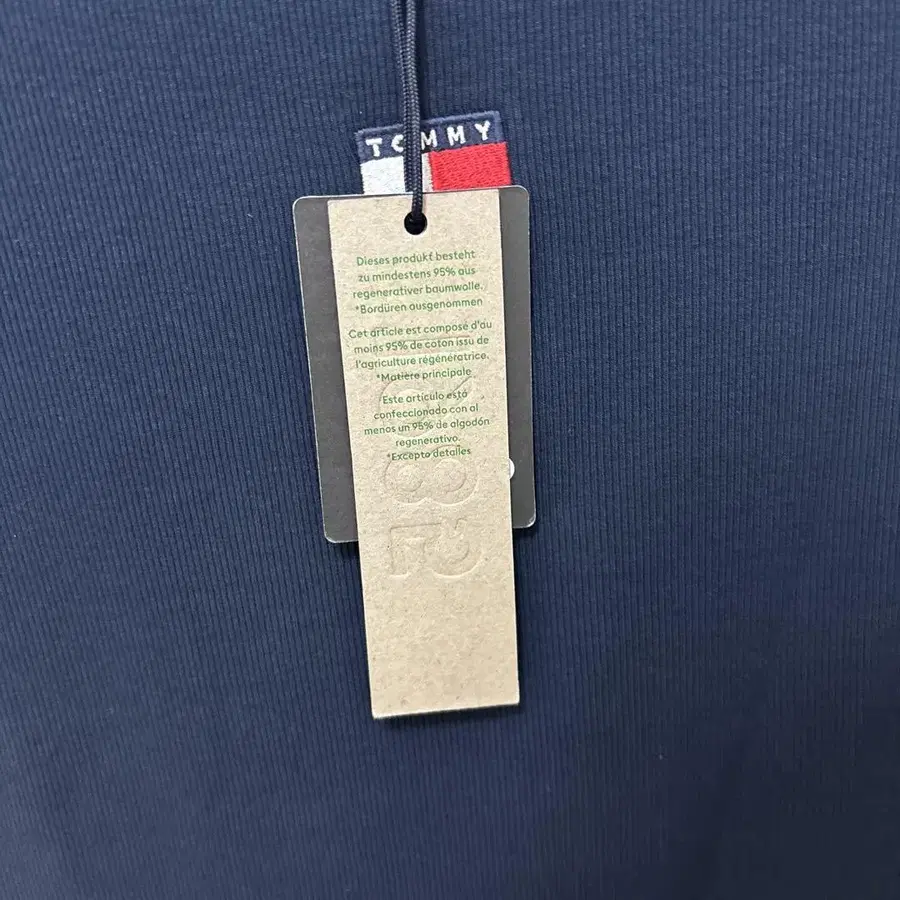 TOMMY
Dieses produkt besteht
zu mindestens 95% aus
regenerativer baumwolle.
*Bordüren ausgenommen
Cet article est composé d'au
moins 95% de coton issu de
l'agriculture régénératrice.
*Matière principale
Este artículo está
confeccionado con al
menos un 95% de algodón
regenerativo.
*Excepto detalles